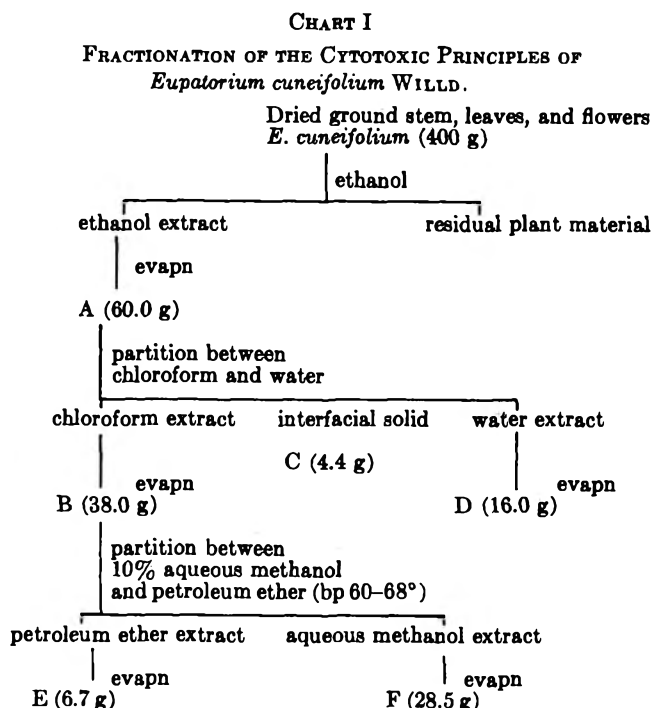 CHART I
FRACTIONATION OF THE CYTOTOXIC PRINCIPLES OF
Eupatorium cuneifolium WILLD.
Dried ground stem, leaves, and flowers
E. cuneifolium (400 g)
ethanol
ethanol extract residual plant material
evapn
A (60.0 g)
partition between
chloroform and water
chloroform extract interfacial solid water extract
C (4.4 g)
evapn evapn
B (38.0 g) D (16.0 g)
partition between
10% aqueous methanol
and petroleum ether (bp 60–68°)
petroleum ether extract aqueous methanol extract
evapn evapn
E (6.7 g) F (28.5 g)